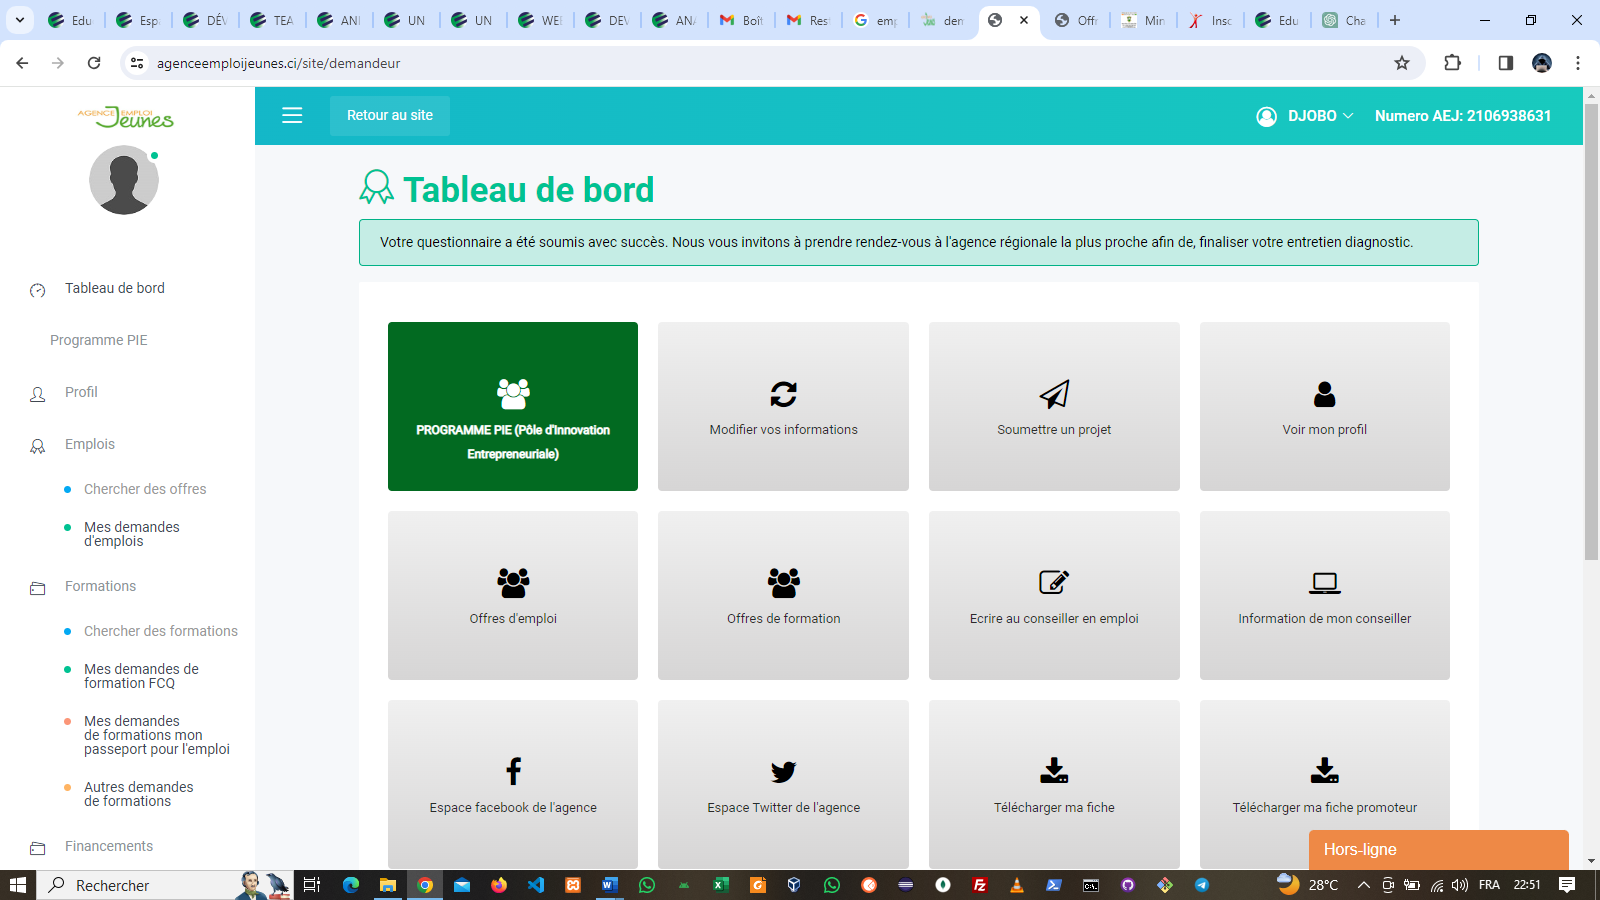 Edu
Esp
DÉV
TEA
ANI
UN
UN
WEB
DEV
ANA
Boît
Rest
emp
dem
Offr
Min
Insc
Edu
Cha
agenceemploijeunes.ci/site/demandeur
AGENCE EMPLOI
Jeunes
Retour au site
DJOBO
Numero AEJ: 2106938631
Tableau de bord
Votre questionnaire a été soumis avec succès. Nous vous invitons à prendre rendez-vous à l'agence régionale la plus proche afin de, finaliser votre entretien diagnostic.
Tableau de bord
Programme PIE
Profil
Emplois
Chercher des offres
Mes demandes
d'emplois
Formations
Chercher des formations
Mes demandes de
formation FCQ
Mes demandes
de formations mon
passeport pour l'emploi
Autres demandes
de formations
Financements
PROGRAMME PIE (Pôle d'Innovation
Entrepreneuriale)
Modifier vos informations
Soumettre un projet
Voir mon profil
Offres d'emploi
Offres de formation
Ecrire au conseiller en emploi
Information de mon conseiller
Espace facebook de l'agence
Espace Twitter de l'agence
Télécharger ma fiche
Télécharger ma fiche promoteur
Hors-ligne
Rechercher
28°C
FRA
22:51